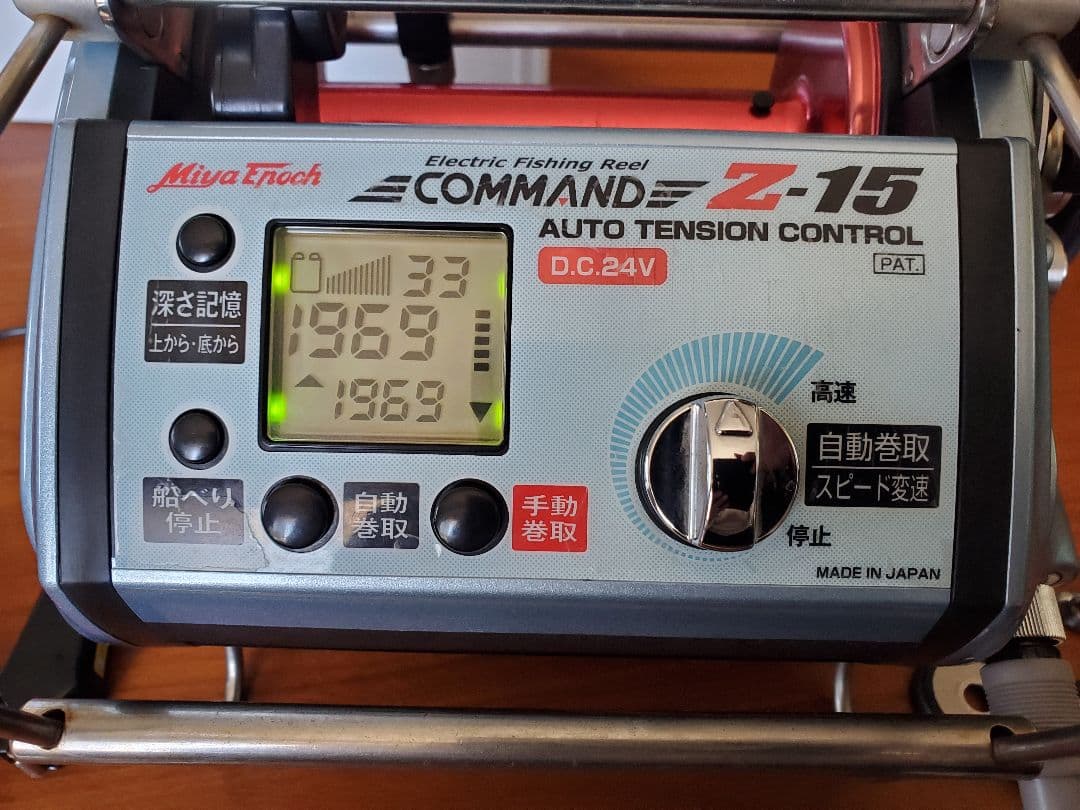 Miya Epoch
Electric Fishing Reel
COMMAND Z-15
AUTO TENSION CONTROL
D.C.24V
PAT.
深さ記憶
上から・底から
33
1969
1969
高速
自動巻取
スピード変速
停止
船べり
停止
自動
巻取
手動
巻取
MADE IN JAPAN